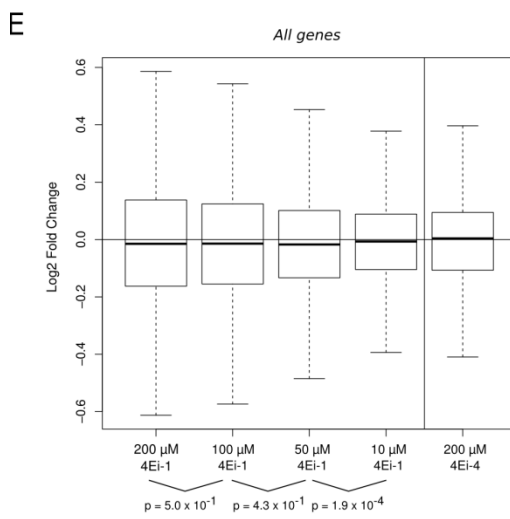 E
All genes
Log2 Fold Change
0.6
0.4
0.2
0.0
−0.2
−0.4
−0.6
200 µM 100 µM 50 µM 10 µM 200 µM
4Ei-1 4Ei-1 4Ei-1 4Ei-1 4Ei-4
p = 5.0 x 10⁻¹ p = 4.3 x 10⁻¹ p = 1.9 x 10⁻⁴